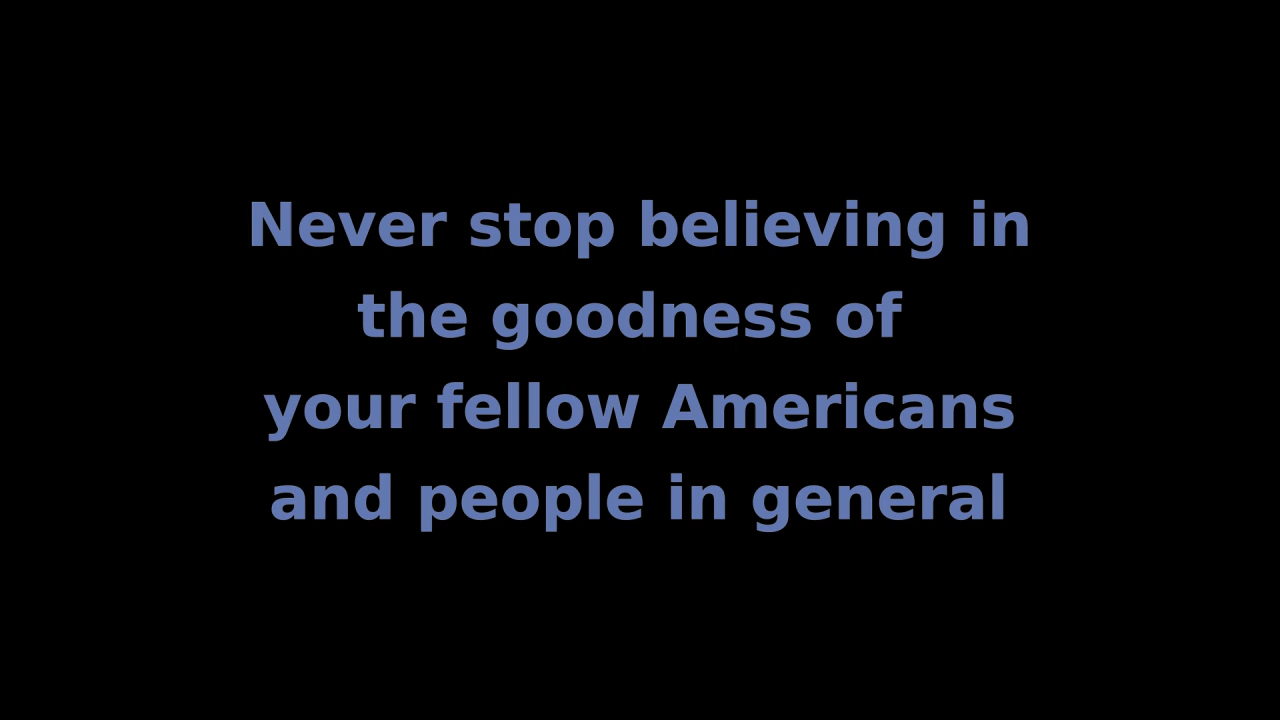 Never stop believing in
the goodness of
your fellow Americans
and people in general